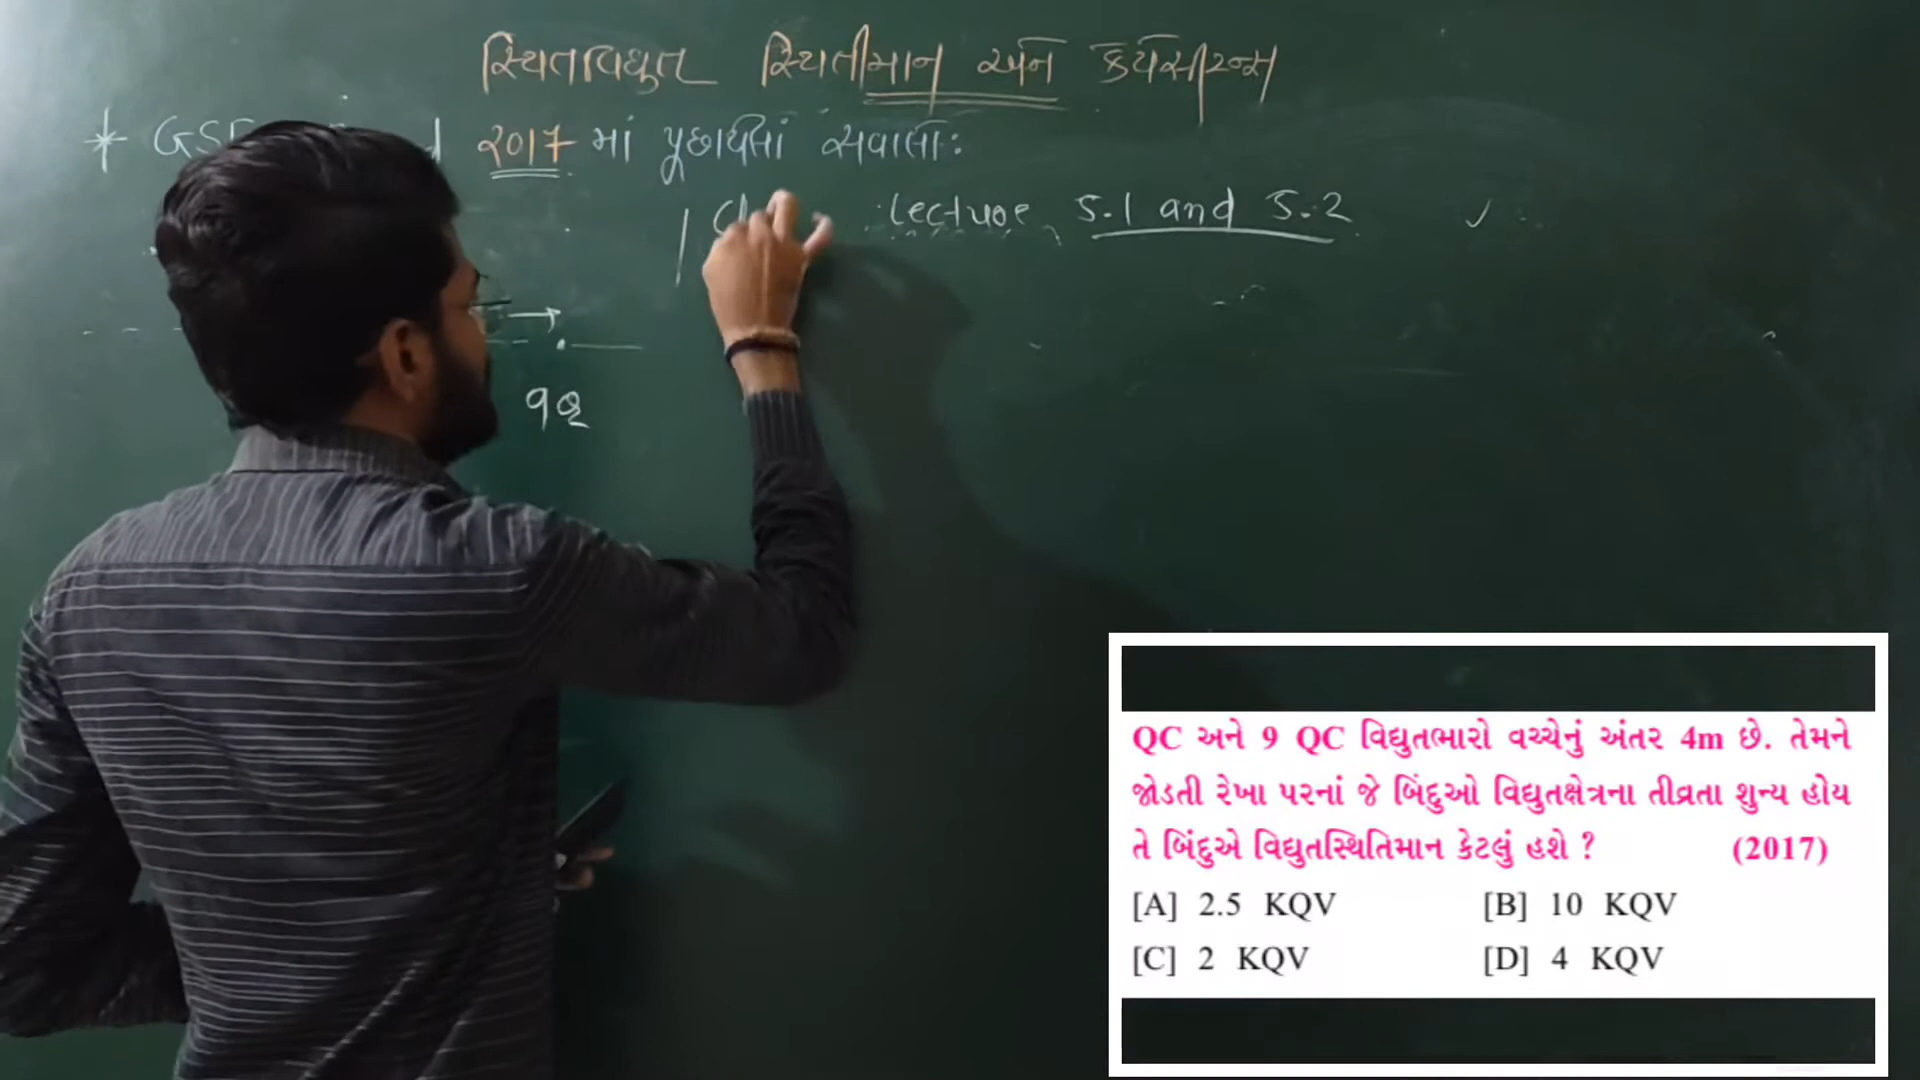 સ્થિતવિદ્યુત સ્થિતીમાન અને કેપેસીટન્સ
* GSE 2017 માં પુછાયેલાં સવાલો:
lecture 5.1 and 5.2
9Q
QC અને 9 QC વિદ્યુતભારો વચ્ચેનું અંતર 4m છે. તેમને
જોડતી રેખા પરનાં જે બિંદુઓ વિદ્યુતક્ષેત્રના તીવ્રતા શુન્ય હોય
તે બિંદુએ વિદ્યુતસ્થિતિમાન કેટલું હશે ? (2017)
[A] 2.5 KQV [B] 10 KQV
[C] 2 KQV [D] 4 KQV